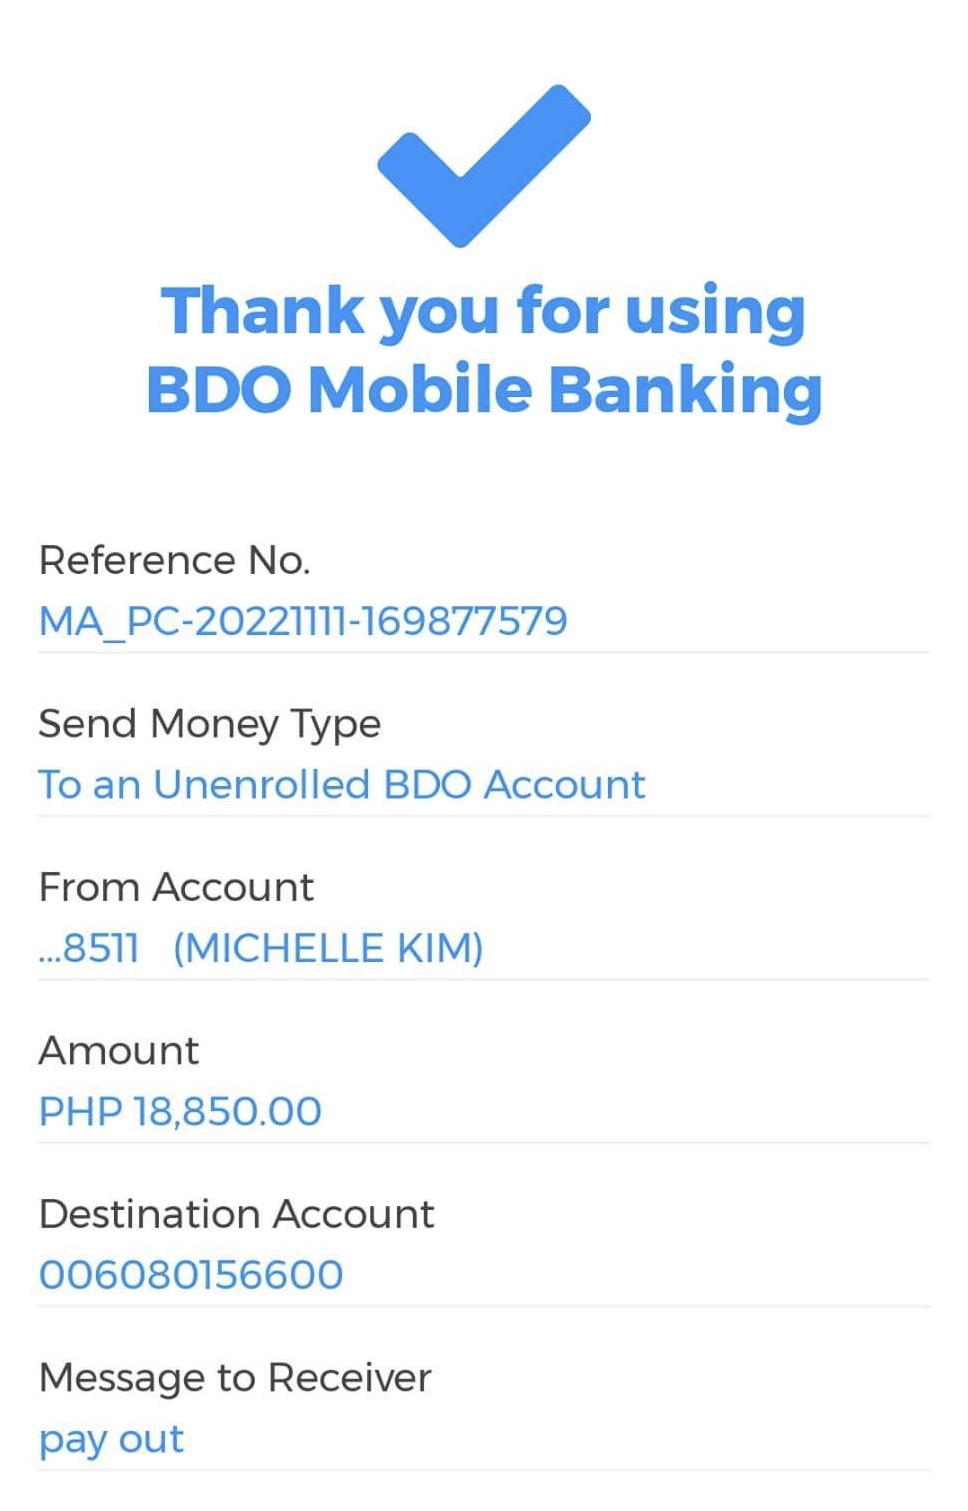 Thank you for using
BDO Mobile Banking
Reference No.
MA_PC-20221111-169877579
Send Money Type
To an Unenrolled BDO Account
From Account
...8511 (MICHELLE KIM)
Amount
PHP 18,850.00
Destination Account
006080156600
Message to Receiver
pay out